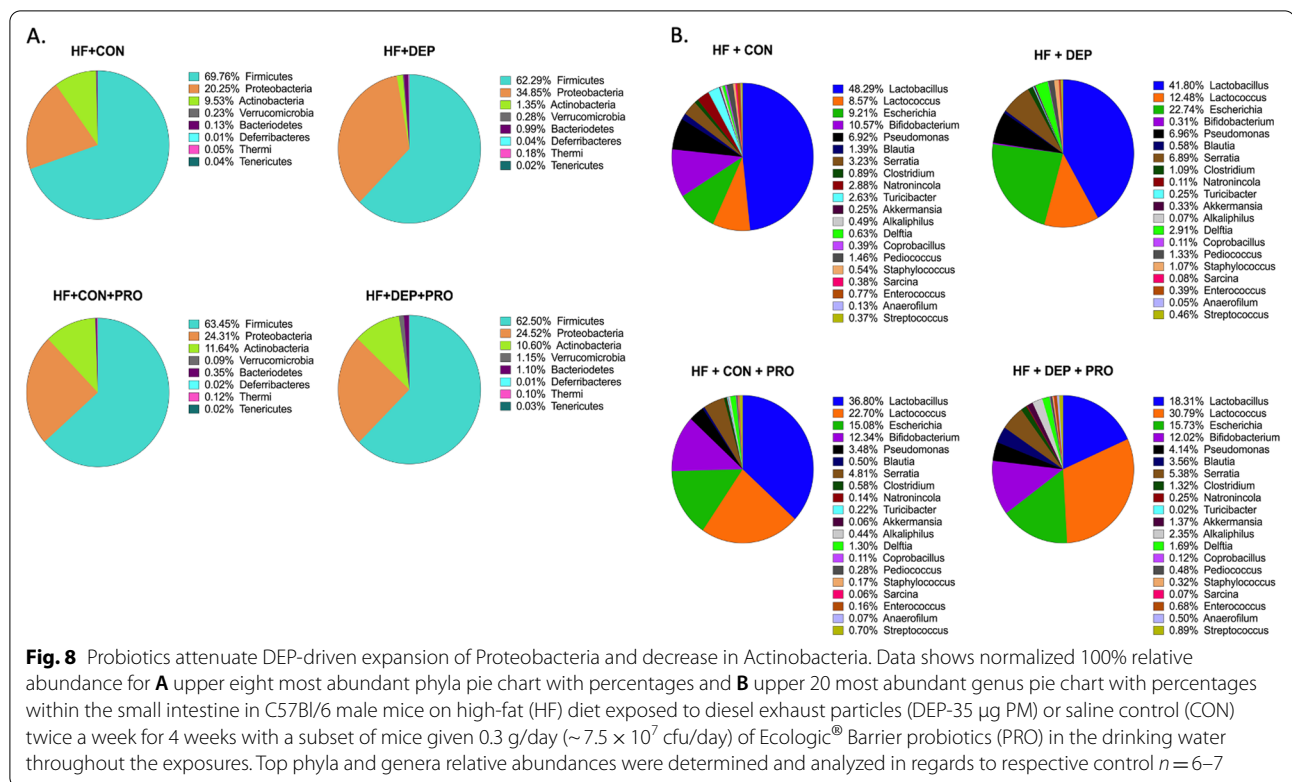 A.
HF+CON
69.76% Firmicutes
20.25% Proteobacteria
9.53% Actinobacteria
0.23% Verrucomicrobia
0.13% Bacteriodetes
0.01% Deferribacteres
0.05% Thermi
0.04% Tenericutes
HF+DEP
62.29% Firmicutes
34.85% Proteobacteria
1.35% Actinobacteria
0.28% Verrucomicrobia
0.99% Bacteriodetes
0.04% Deferribacteres
0.18% Thermi
0.02% Tenericutes
HF+CON+PRO
63.45% Firmicutes
24.31% Proteobacteria
11.64% Actinobacteria
0.09% Verrucomicrobia
0.35% Bacteriodetes
0.02% Deferribacteres
0.12% Thermi
0.02% Tenericutes
HF+DEP+PRO
62.50% Firmicutes
24.52% Proteobacteria
10.60% Actinobacteria
1.15% Verrucomicrobia
1.10% Bacteriodetes
0.01% Deferribacteres
0.10% Thermi
0.03% Tenericutes
B.
HF + CON
48.29% Lactobacillus
8.57% Lactococcus
9.21% Escherichia
10.57% Bifidobacterium
6.92% Pseudomonas
1.39% Blautia
3.23% Serratia
0.89% Clostridium
2.88% Natronincola
2.63% Turicibacter
0.25% Akkermansia
0.49% Alkaliphilus
0.63% Delftia
0.39% Coprobacillus
1.46% Pediococcus
0.54% Staphylococcus
0.38% Sarcina
0.77% Enterococcus
0.13% Anaerofilum
0.37% Streptococcus
HF + DEP
41.80% Lactobacillus
12.48% Lactococcus
22.74% Escherichia
0.31% Bifidobacterium
6.96% Pseudomonas
0.58% Blautia
6.89% Serratia
1.09% Clostridium
0.11% Natronincola
0.25% Turicibacter
0.33% Akkermansia
0.07% Alkaliphilus
2.91% Delftia
0.11% Coprobacillus
1.33% Pediococcus
1.07% Staphylococcus
0.08% Sarcina
0.39% Enterococcus
0.05% Anaerofilum
0.46% Streptococcus
HF + CON + PRO
36.80% Lactobacillus
22.70% Lactococcus
15.08% Escherichia
12.34% Bifidobacterium
3.48% Pseudomonas
0.50% Blautia
4.81% Serratia
0.58% Clostridium
0.14% Natronincola
0.22% Turicibacter
0.06% Akkermansia
0.44% Alkaliphilus
1.30% Delftia
0.11% Coprobacillus
0.28% Pediococcus
0.17% Staphylococcus
0.06% Sarcina
0.16% Enterococcus
0.07% Anaerofilum
0.70% Streptococcus
HF + DEP + PRO
18.31% Lactobacillus
30.79% Lactococcus
15.73% Escherichia
12.02% Bifidobacterium
4.14% Pseudomonas
3.56% Blautia
5.38% Serratia
1.32% Clostridium
0.25% Natronincola
0.02% Turicibacter
1.37% Akkermansia
2.35% Alkaliphilus
1.69% Delftia
0.12% Coprobacillus
0.48% Pediococcus
0.32% Staphylococcus
0.07% Sarcina
0.68% Enterococcus
0.50% Anaerofilum
0.89% Streptococcus
Fig. 8 Probiotics attenuate DEP-driven expansion of Proteobacteria and decrease in Actinobacteria. Data shows normalized 100% relative
abundance for A upper eight most abundant phyla pie chart with percentages and B upper 20 most abundant genus pie chart with percentages
within the small intestine in C57Bl/6 male mice on high-fat (HF) diet exposed to diesel exhaust particles (DEP-35 µg PM) or saline control (CON)
twice a week for 4 weeks with a subset of mice given 0.3 g/day (~ 7.5 × 10⁷ cfu/day) of Ecologic® Barrier probiotics (PRO) in the drinking water
throughout the exposures. Top phyla and genera relative abundances were determined and analyzed in regards to respective control n = 6–7